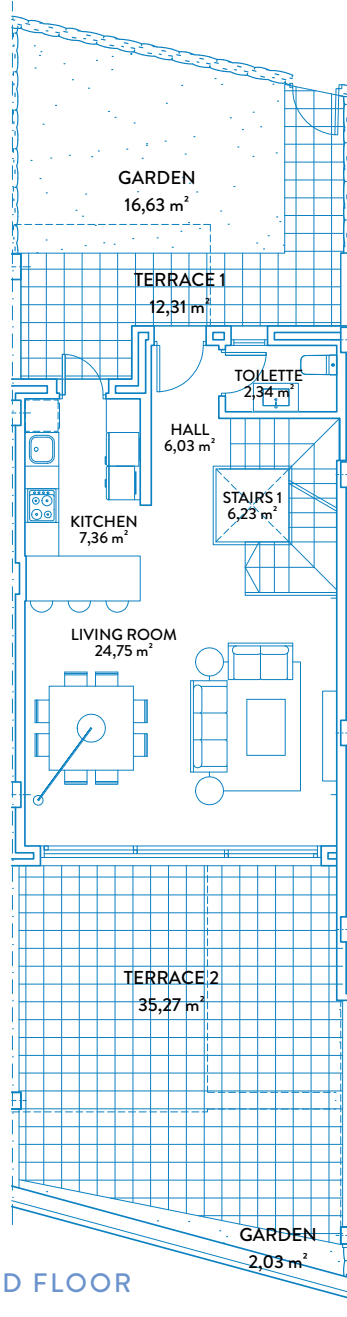 GARDEN
16,63 m²
TERRACE 1
12,31 m²
TOILETTE
2,34 m²
HALL
6,03 m²
STAIRS 1
6,23 m²
KITCHEN
7,36 m²
LIVING ROOM
24,75 m²
TERRACE 2
35,27 m²
GARDEN
2,03 m²
D FLOOR